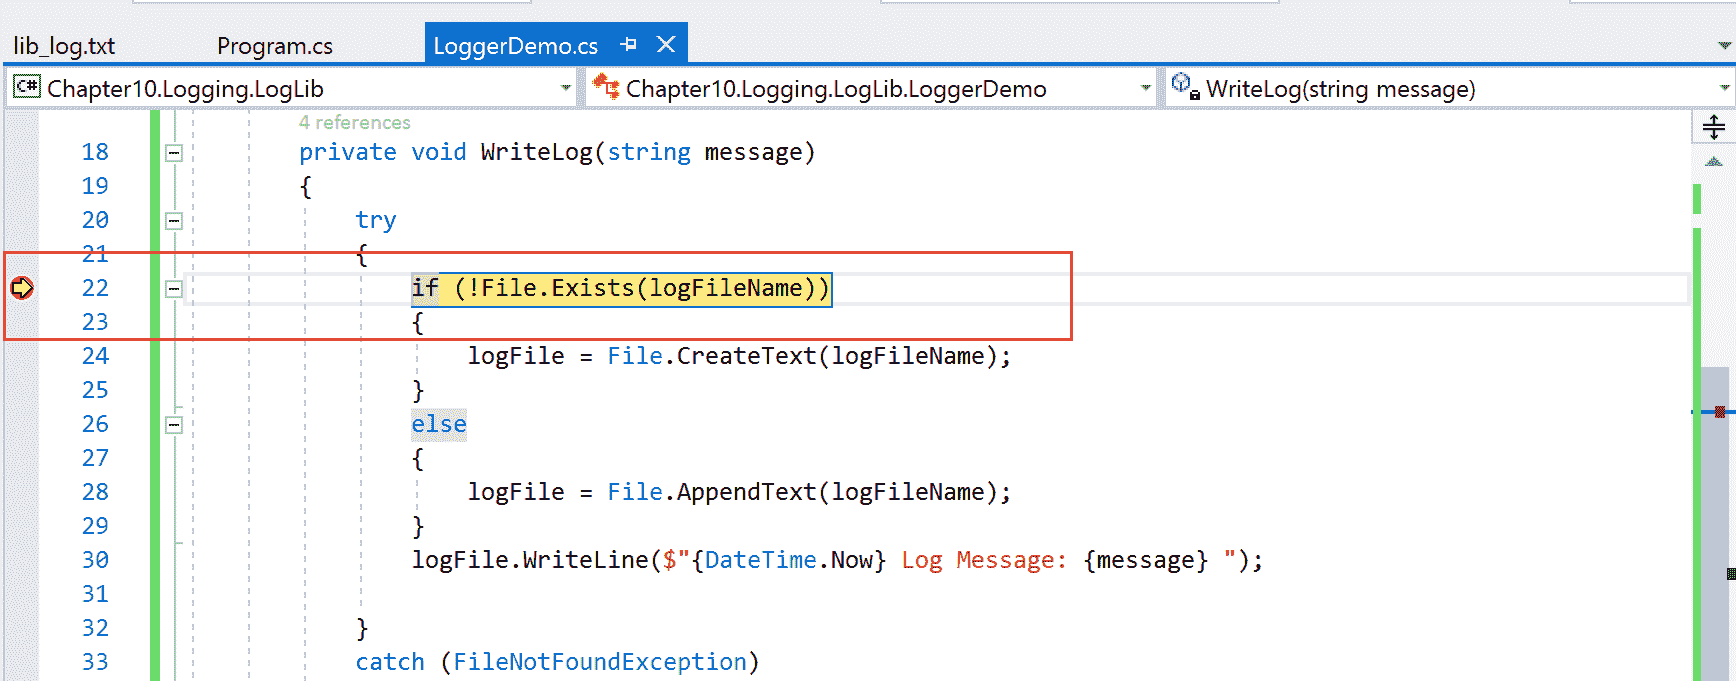 lib_log.txt Program.cs LoggerDemo.cs
C# Chapter10.Logging.LogLib Chapter10.Logging.LogLib.LoggerDemo WriteLog(string message)
4 references
18 private void WriteLog(string message)
19 {
20 try
21 {
22 if (!File.Exists(logFileName))
23 {
24 logFile = File.CreateText(logFileName);
25 }
26 else
27 {
28 logFile = File.AppendText(logFileName);
29 }
30 logFile.WriteLine($"{DateTime.Now} Log Message: {message} ");
31
32 }
33 catch (FileNotFoundException)